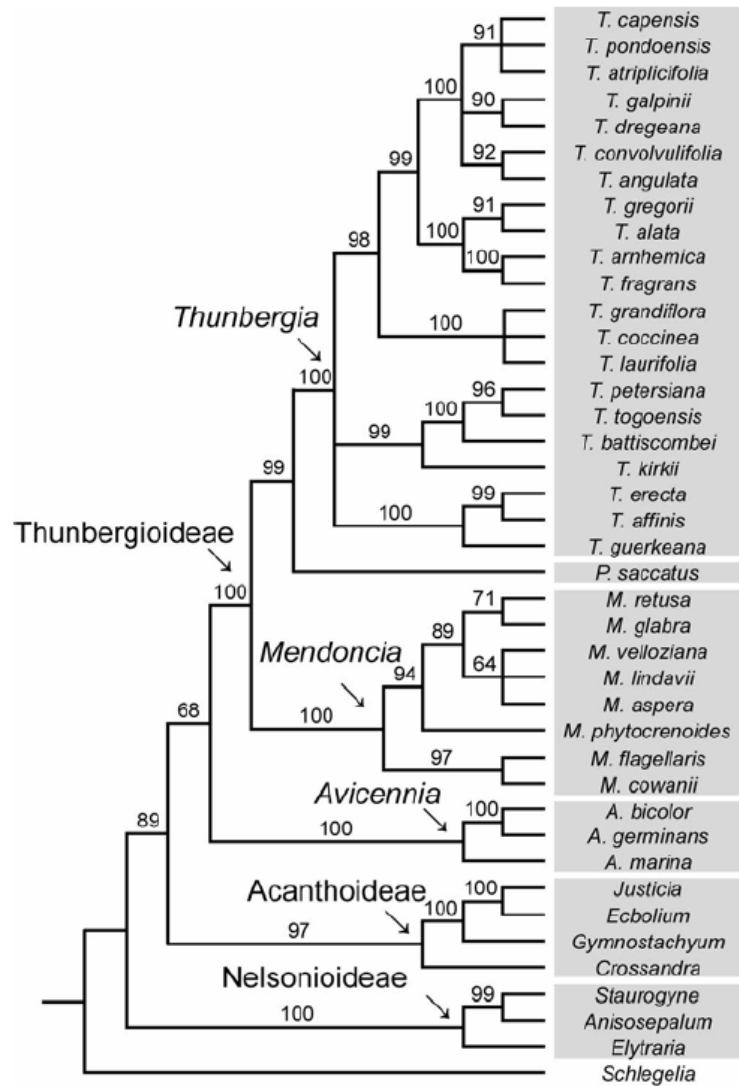 91 T. capensis
T. pondoensis
T. atriplicifolia
100 90 T. galpinii
T. dregeana
99 92 T. convolvulifolia
T. angulata
91 T. gregorii
100 T. alata
98 100 T. arnhemica
T. fragrans
Thunbergia T. grandiflora
100 T. coccinea
T. laurifolia
100 96 T. petersiana
100 T. togoensis
99 T. battiscombei
99 T. kirkii
99 T. erecta
Thunbergioideae 100 T. affinis
T. guerkeana
100 P. saccatus
71 M. retusa
89 M. glabra
Mendoncia M. velloziana
94 64 M. lindavii
68 100 M. aspera
M. phytocrenoides
97 M. flagellaris
Avicennia M. cowanii
100 A. bicolor
89 100 A. germinans
A. marina
Acanthoideae 100 Justicia
100 Ecbolium
97 Gymnostachyum
Nelsonioideae Crossandra
99 Staurogyne
100 Anisosepalum
Elytraria
Schlegelia